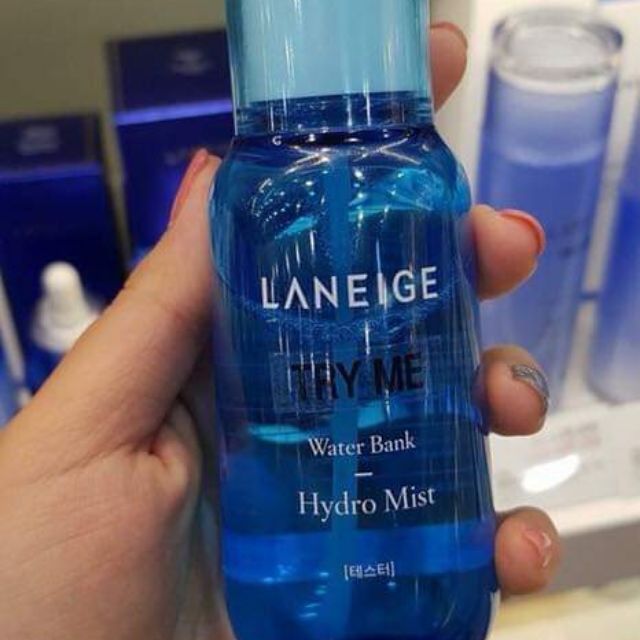 LANEIGE
TRY ME
Water Bank
Hydro Mist
[테스터]